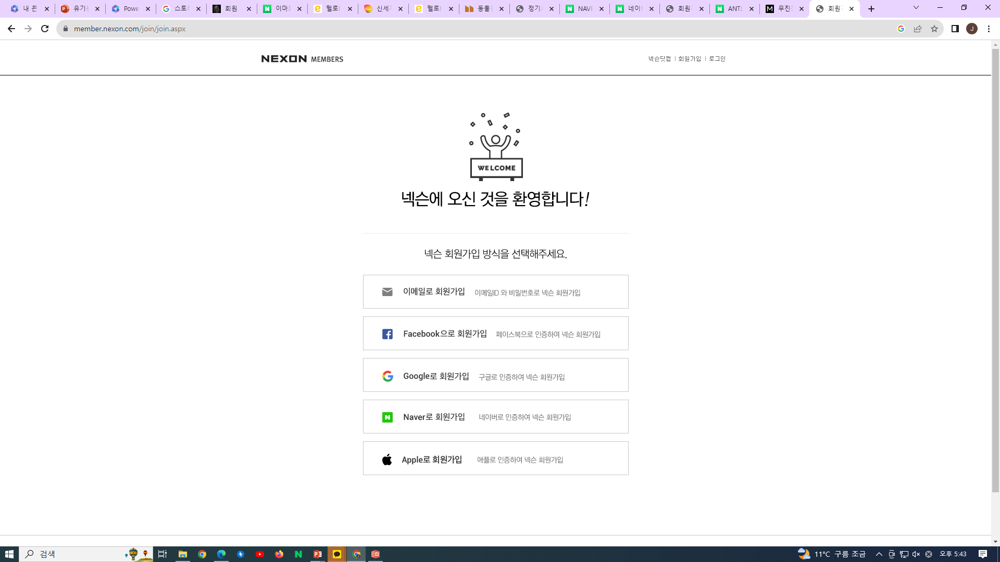 내 콘
유기
Powe
스토
회원
이마
헬로
신세
헬로
동물
정기
NAVE
네이
회원
ANTL
무진
회원
member.nexon.com/join/join.aspx
J
NEXON MEMBERS
넥슨닷컴 | 회원가입 | 로그인
WELCOME
넥슨에 오신 것을 환영합니다!
넥슨 회원가입 방식을 선택해주세요.
이메일로 회원가입 이메일ID 와 비밀번호로 넥슨 회원가입
Facebook으로 회원가입 페이스북으로 인증하여 넥슨 회원가입
Google로 회원가입 구글로 인증하여 넥슨 회원가입
Naver로 회원가입 네이버로 인증하여 넥슨 회원가입
Apple로 회원가입 애플로 인증하여 넥슨 회원가입
검색
11°C 구름 조금
오후 5:43